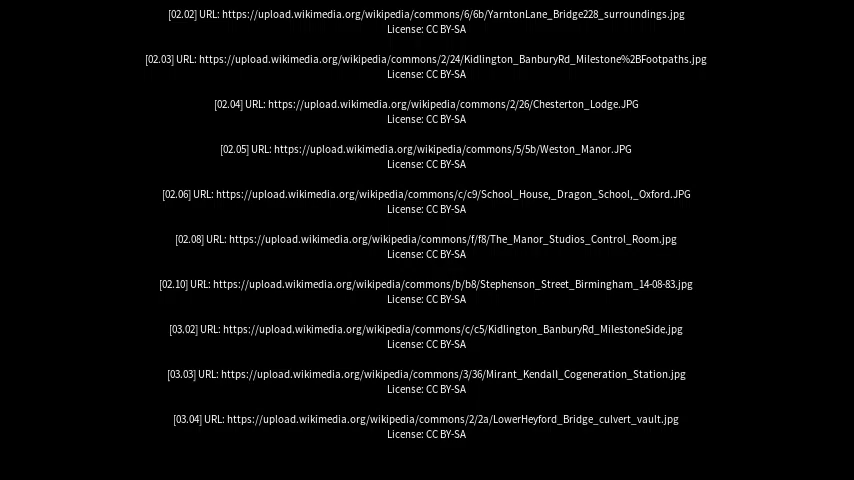 [02.02] URL: https://upload.wikimedia.org/wikipedia/commons/6/6b/YarntonLane_Bridge228_surroundings.jpg
License: CC BY-SA
[02.03] URL: https://upload.wikimedia.org/wikipedia/commons/2/24/Kidlington_BanburyRd_Milestone%2BFootpaths.jpg
License: CC BY-SA
[02.04] URL: https://upload.wikimedia.org/wikipedia/commons/2/26/Chesterton_Lodge.JPG
License: CC BY-SA
[02.05] URL: https://upload.wikimedia.org/wikipedia/commons/5/5b/Weston_Manor.JPG
License: CC BY-SA
[02.06] URL: https://upload.wikimedia.org/wikipedia/commons/c/c9/School_House,_Dragon_School,_Oxford.JPG
License: CC BY-SA
[02.08] URL: https://upload.wikimedia.org/wikipedia/commons/f/f8/The_Manor_Studios_Control_Room.jpg
License: CC BY-SA
[02.10] URL: https://upload.wikimedia.org/wikipedia/commons/b/b8/Stephenson_Street_Birmingham_14-08-83.jpg
License: CC BY-SA
[03.02] URL: https://upload.wikimedia.org/wikipedia/commons/c/c5/Kidlington_BanburyRd_MilestoneSide.jpg
License: CC BY-SA
[03.03] URL: https://upload.wikimedia.org/wikipedia/commons/3/36/Mirant_Kendall_Cogeneration_Station.jpg
License: CC BY-SA
[03.04] URL: https://upload.wikimedia.org/wikipedia/commons/2/2a/LowerHeyford_Bridge_culvert_vault.jpg
License: CC BY-SA